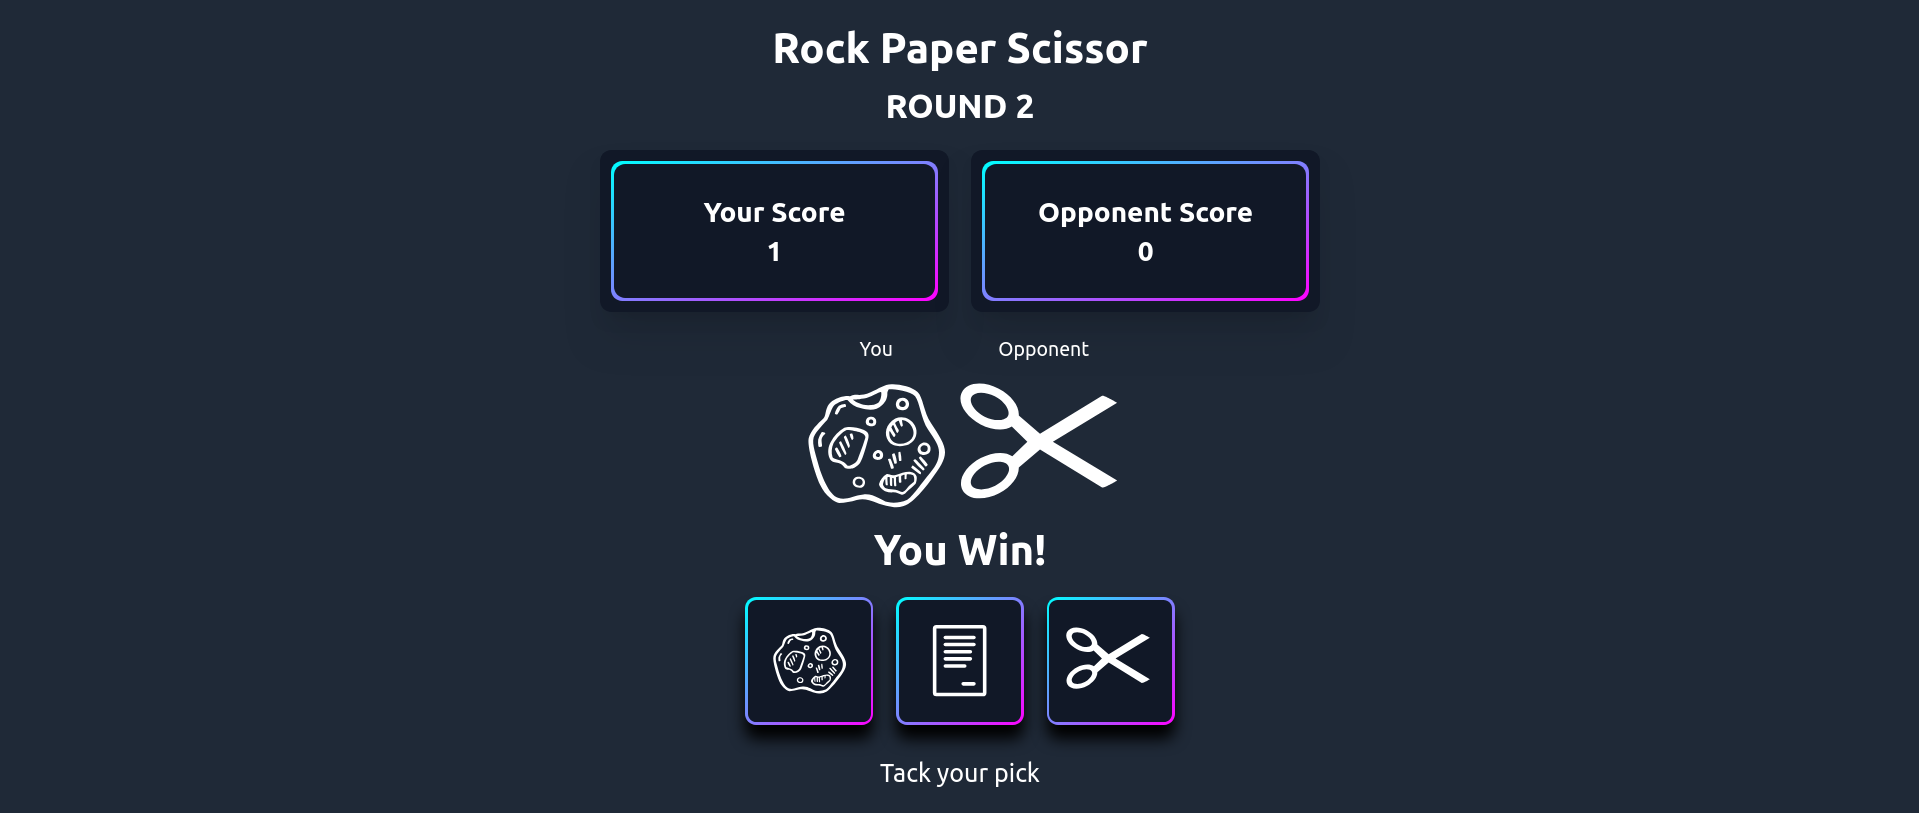 Rock Paper Scissor
ROUND 2
Your Score
1
Opponent Score
0
You
Opponent
You Win!
Tack your pick